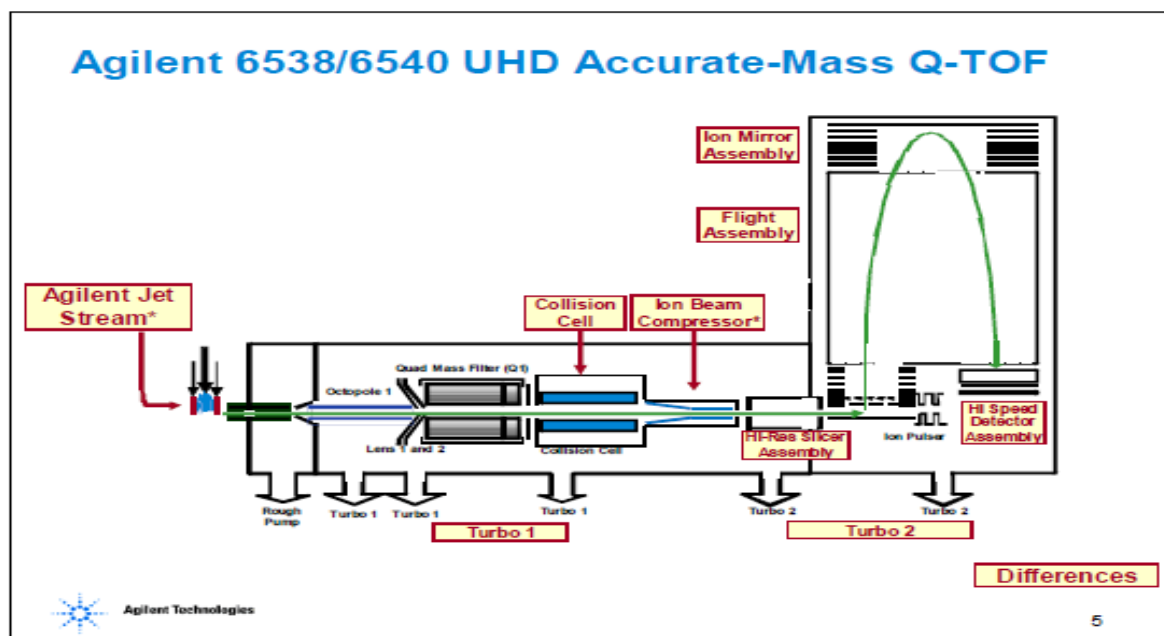 Agilent 6538/6540 UHD Accurate-Mass Q-TOF
Ion Mirror
Assembly
Flight
Assembly
Agilent Jet
Stream*
Collision
Cell
Ion Beam
Compressor*
Quad Mass Filter (Q1)
Octopole 1
Lens 1 and 2
Collision Cell
HI-Res Slicer
Assembly
Ion Pulser
HI Speed
Detector
Assembly
Rough
Pump
Turbo 1
Turbo 1
Turbo 1
Turbo 2
Turbo 2
Turbo 1
Turbo 2
Differences
Agilent Technologies
5